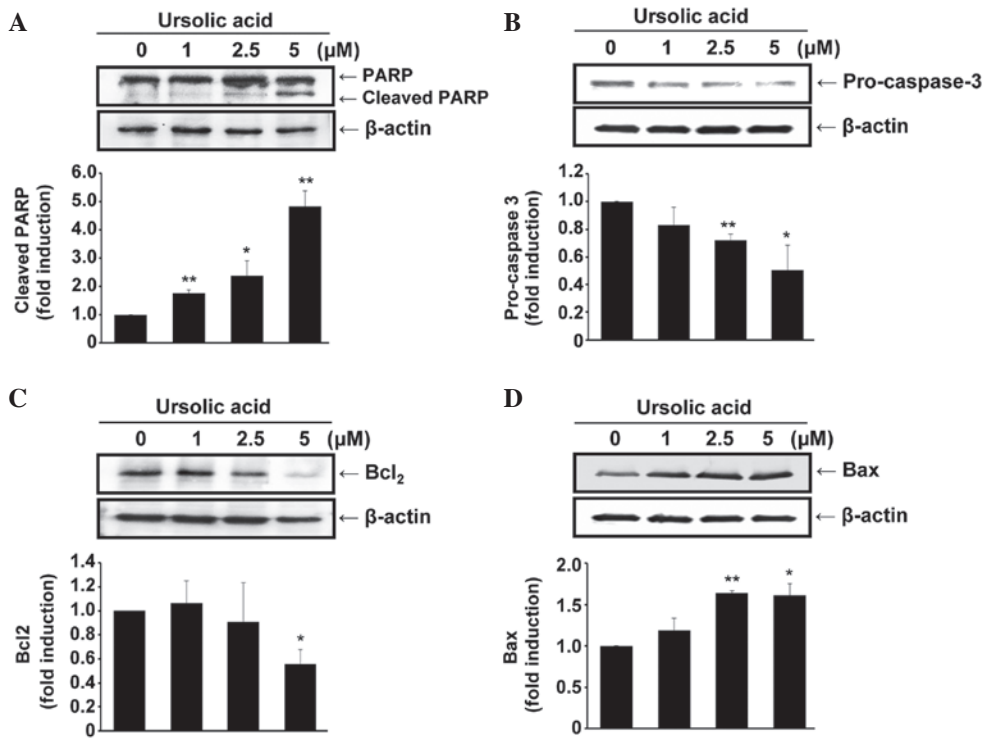 A
Ursolic acid
0 1 2.5 5 (µM)
← PARP
← Cleaved PARP
← β-actin
Cleaved PARP
(fold induction)
6.0
5.0
4.0
3.0
2.0
1.0
0
**
*
**
B
Ursolic acid
0 1 2.5 5 (µM)
← Pro-caspase-3
← β-actin
Pro-caspase 3
(fold induction)
1.2
1.0
0.8
0.6
0.4
0.2
0
**
*
C
Ursolic acid
0 1 2.5 5 (µM)
← Bcl₂
← β-actin
Bcl2
(fold induction)
1.4
1.2
1.0
0.8
0.6
0.4
0.2
0
*
D
Ursolic acid
0 1 2.5 5 (µM)
← Bax
← β-actin
Bax
(fold induction)
2.0
1.5
1.0
0.5
0.0
**
*